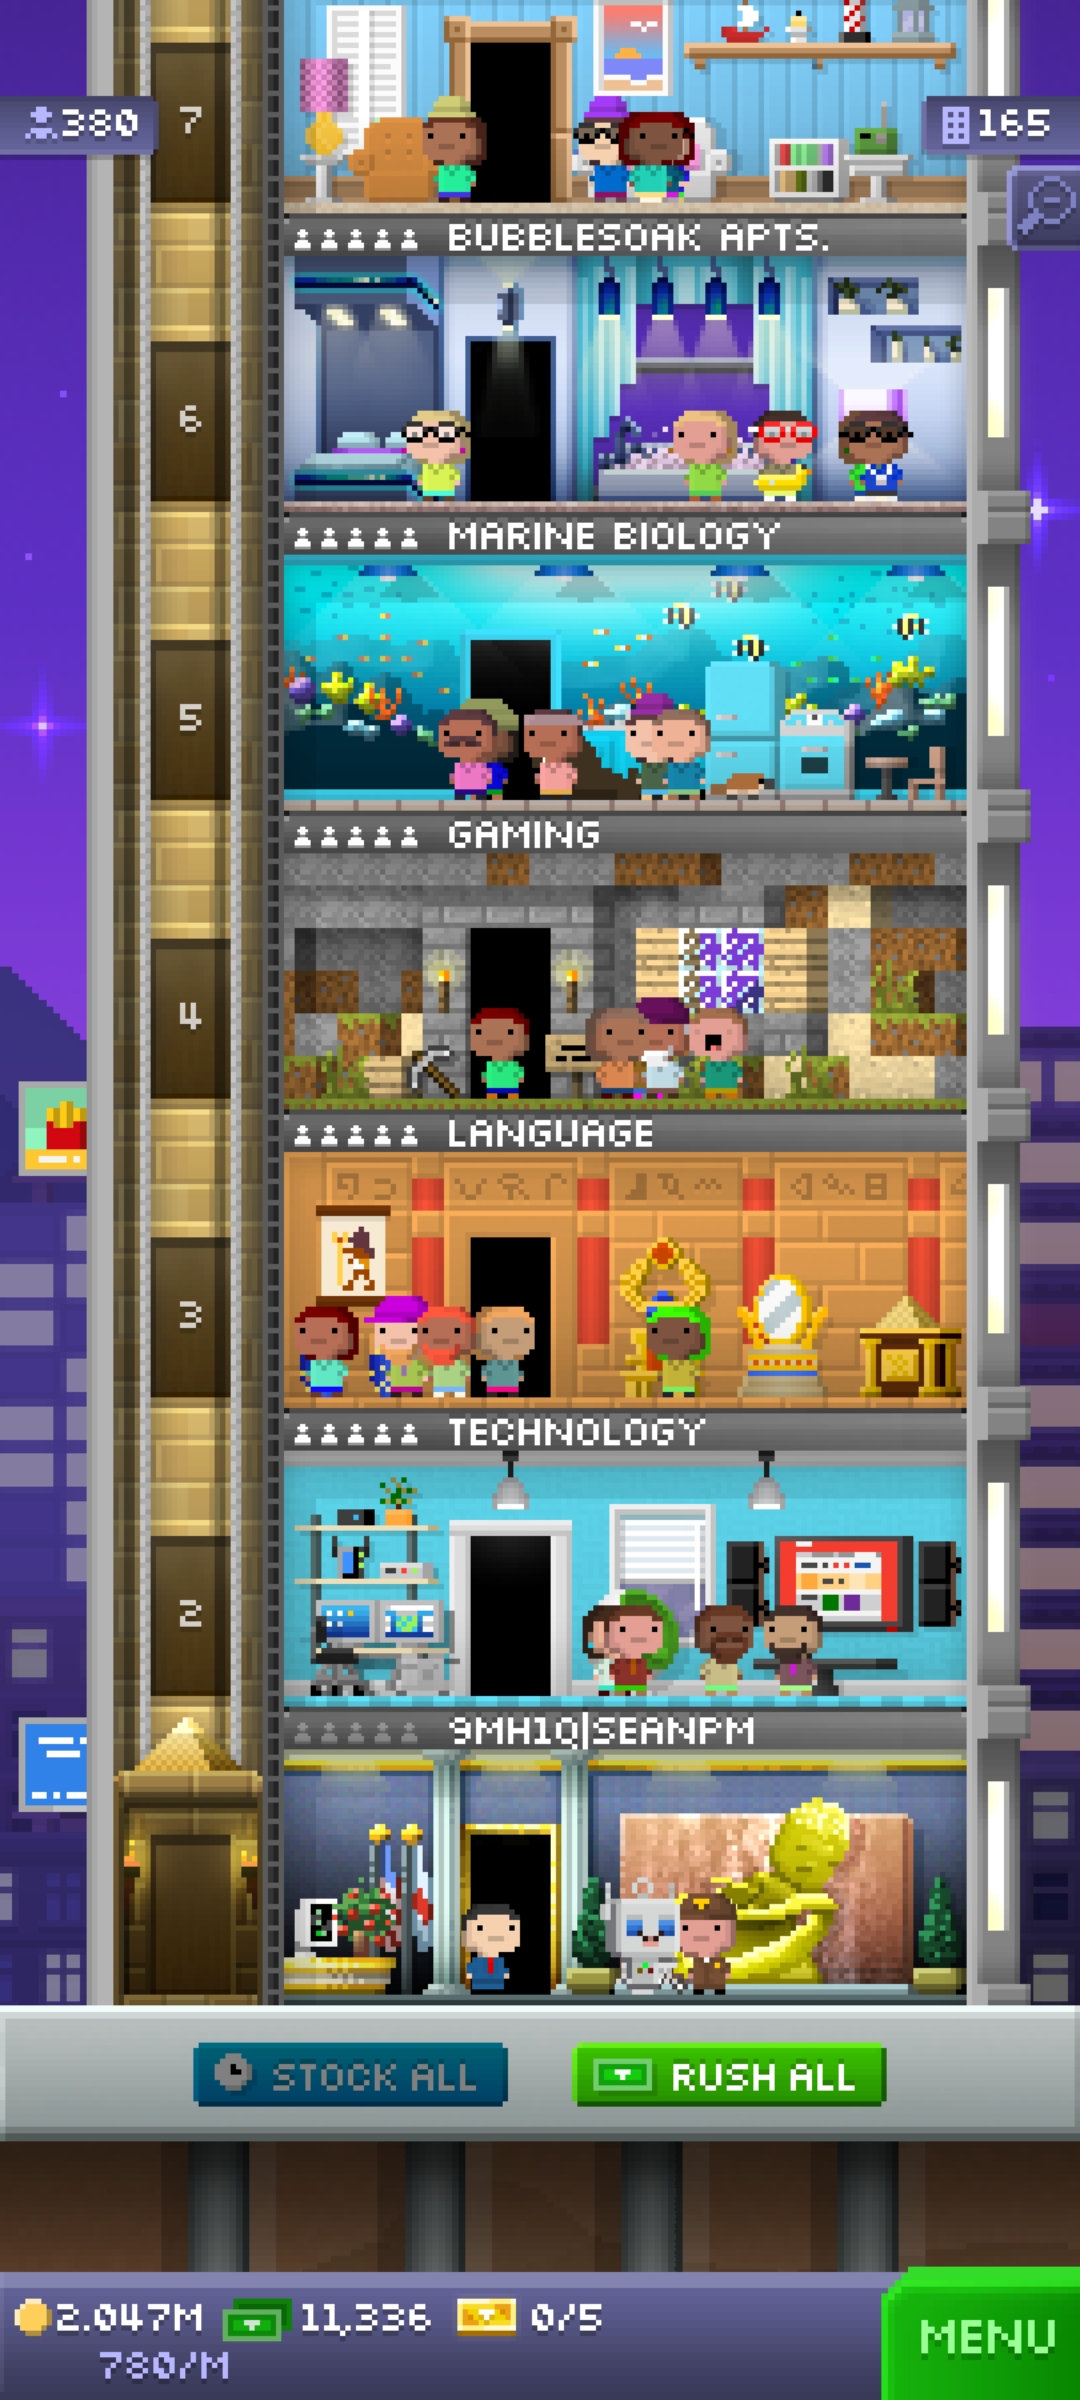 380
7
165
BUBBLESOAK APTS.
6
MARINE BIOLOGY
5
GAMING
4
LANGUAGE
3
TECHNOLOGY
2
9MH1Q|SEANPM
STOCK ALL
RUSH ALL
2.047M
11,336
0/5
780/M
MENU